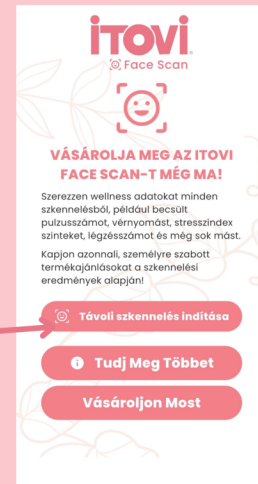 iTOVi
Face Scan
VÁSÁROLJA MEG AZ ITOVI
FACE SCAN-T MÉG MA!
Szerezzen wellness adatokat minden
szkennelésből, például becsült
pulzusszámot, vérnyomást, stresszindex
szinteket, légzésszámot és még sok mást.
Kapjon azonnali, személyre szabott
termékajánlásokat a szkennelési
eredmények alapján!
Távoli szkennelés indítása
Tudj Meg Többet
Vásároljon Most